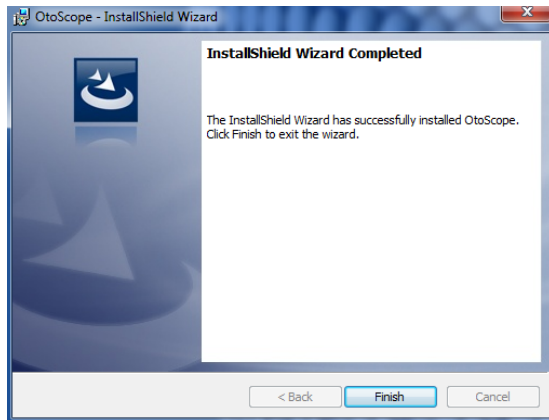 OtoScope - InstallShield Wizard
InstallShield Wizard Completed
The InstallShield Wizard has successfully installed OtoScope.
Click Finish to exit the wizard.
< Back
Finish
Cancel